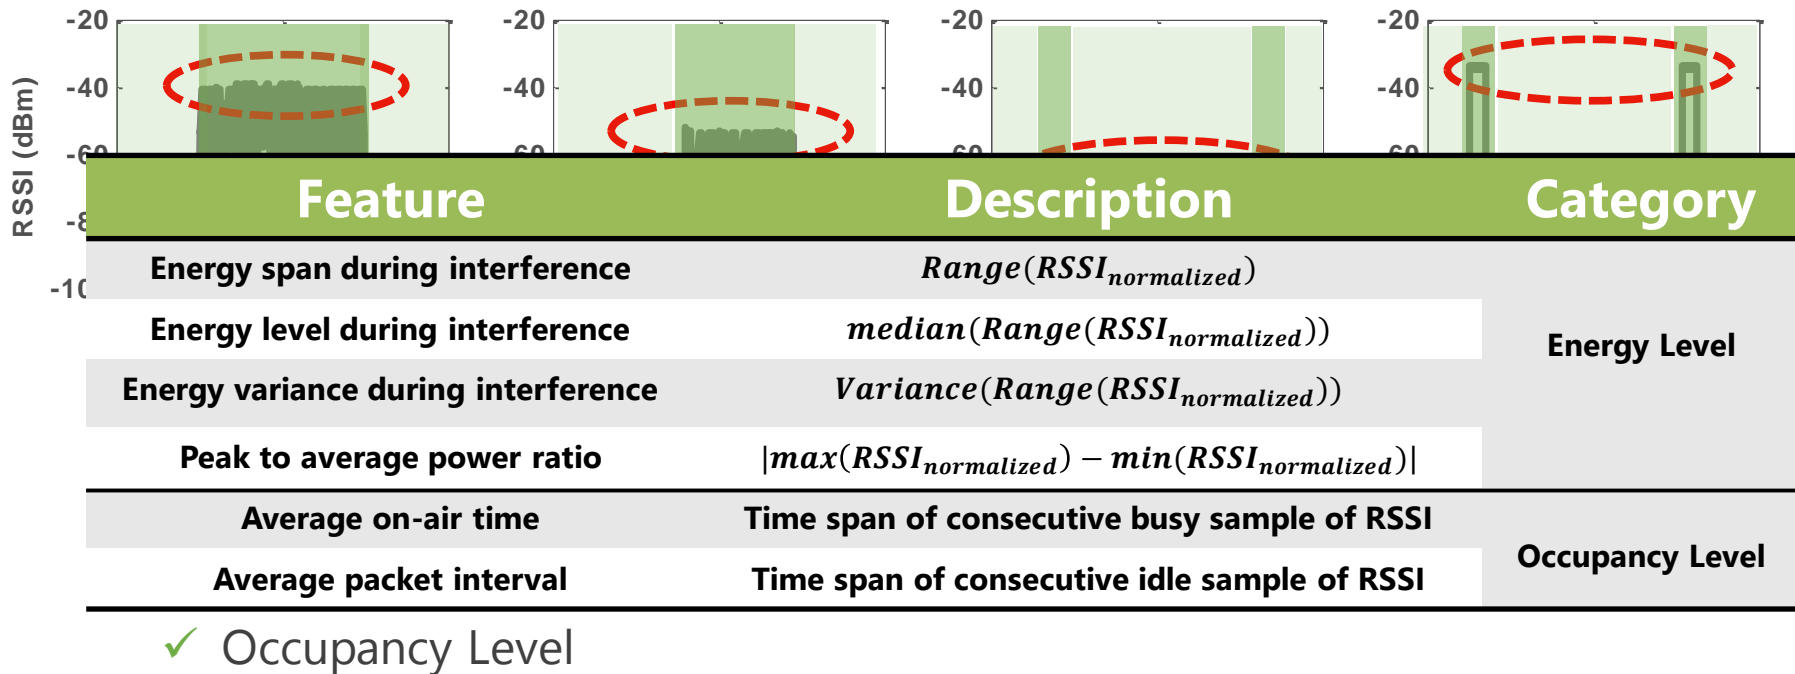 -20 -20 -20 -20
-40 -40 -40 -40
RSSI (dBm)
Feature Description Category
Energy span during interference Range(RSSI_normalized)
Energy level during interference median(Range(RSSI_normalized))
Energy Level
Energy variance during interference Variance(Range(RSSI_normalized))
Peak to average power ratio |max(RSSI_normalized) − min(RSSI_normalized)|
Average on-air time Time span of consecutive busy sample of RSSI
Occupancy Level
Average packet interval Time span of consecutive idle sample of RSSI
✓ Occupancy Level